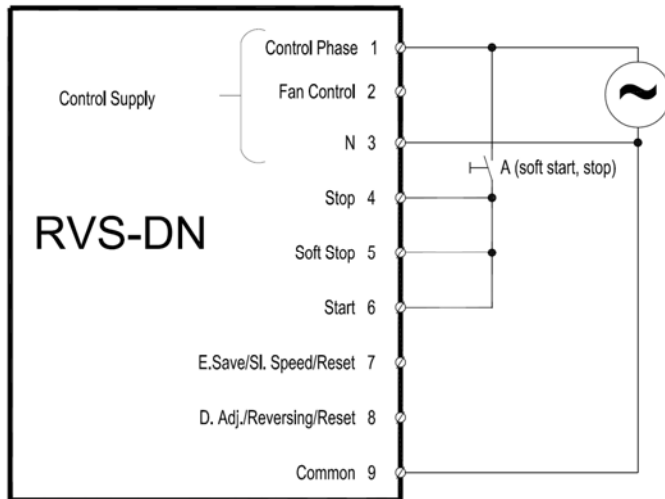 Control Phase 1
Fan Control 2
Control Supply
N 3
A (soft start, stop)
Stop 4
RVS-DN
Soft Stop 5
Start 6
E.Save/Sl. Speed/Reset 7
D. Adj./Reversing/Reset 8
Common 9